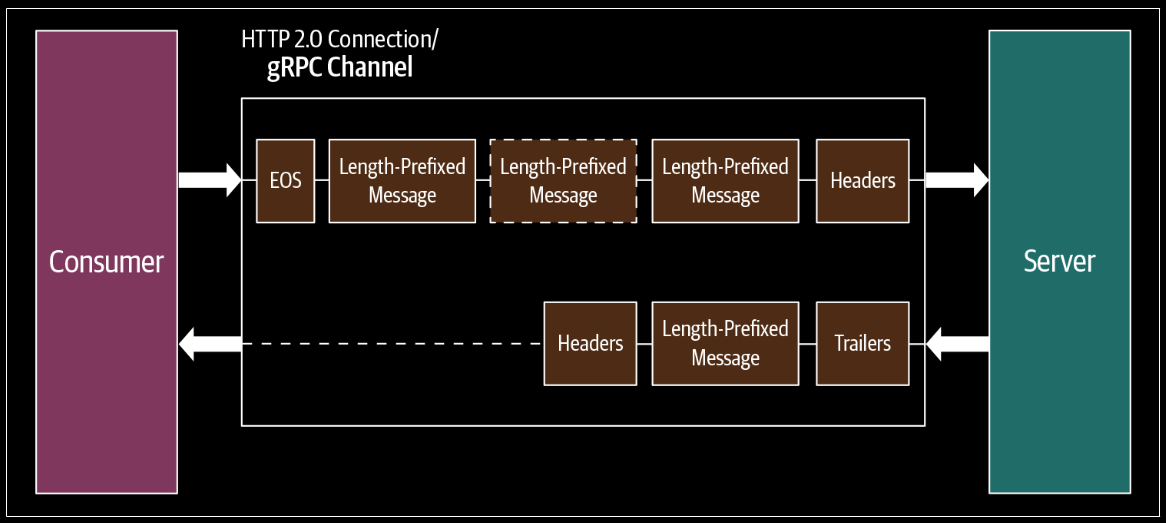 HTTP 2.0 Connection/
gRPC Channel
Consumer
EOS
Length-Prefixed
Message
Length-Prefixed
Message
Length-Prefixed
Message
Headers
Server
Headers
Length-Prefixed
Message
Trailers